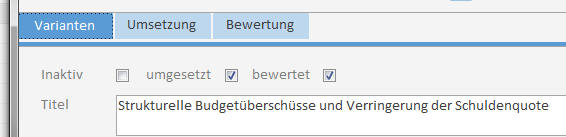 Varianten Umsetzung Bewertung
Inaktiv umgesetzt bewertet
Titel Strukturelle Budgetüberschüsse und Verringerung der Schuldenquote